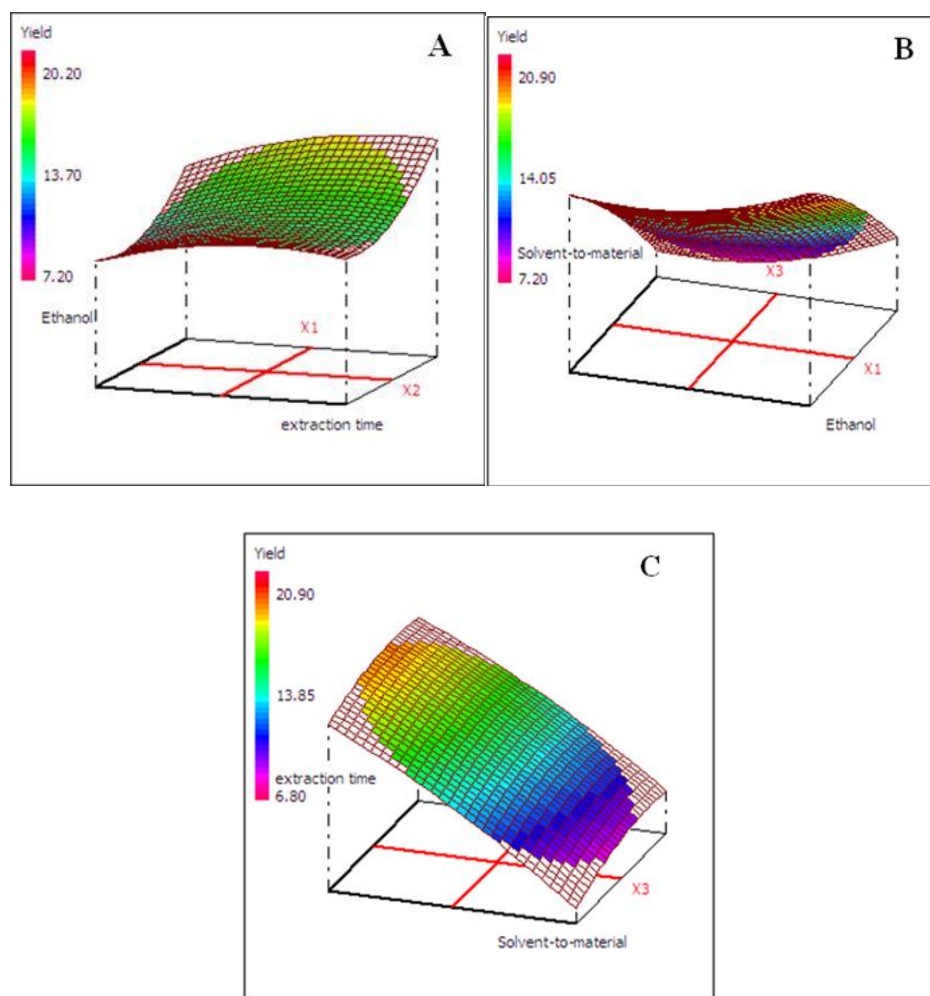 A
Yield
20.20
13.70
7.20
Ethanol
X1
X2
extraction time
B
Yield
20.90
14.05
Solvent-to-material
7.20
X3
X1
Ethanol
C
Yield
20.90
13.85
extraction time
6.80
X3
Solvent-to-material